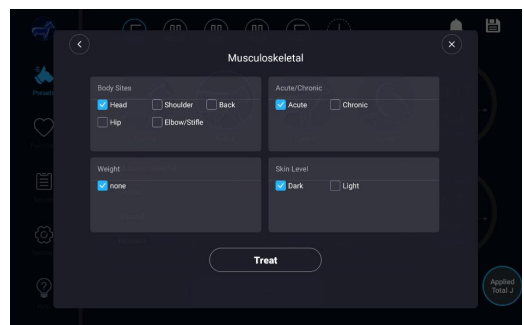 Musculoskeletal
Presets
Body Sites
Head Shoulder Back
Hip Elbow/Stifle
Acute/Chronic
Acute Chronic
Weight
none
Skin Level
Dark Light
Treat
Applied
Total J